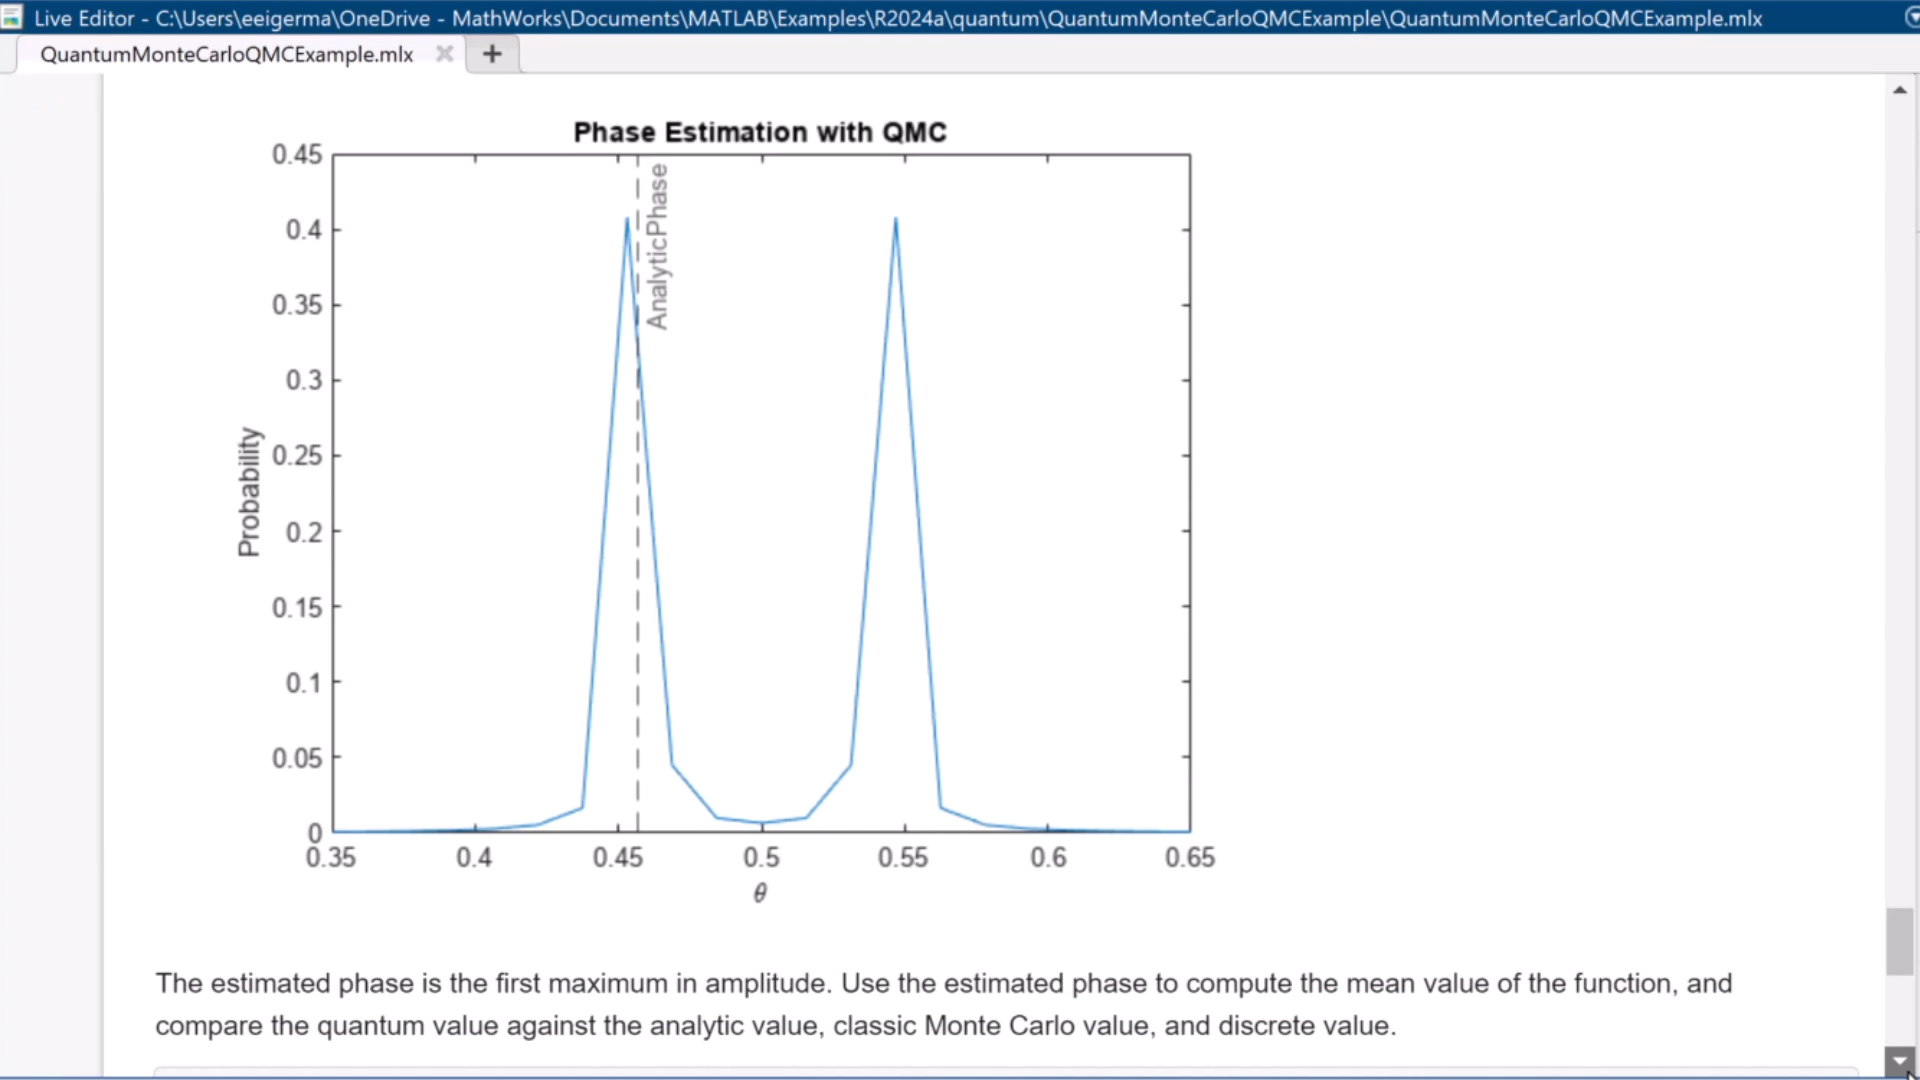 Live Editor - C:\Users\eeigerma\OneDrive - MathWorks\Documents\MATLAB\Examples\R2024a\quantum\QuantumMonteCarloQMCExample\QuantumMonteCarloQMCExample.mlx
QuantumMonteCarloQMCExample.mlx
Phase Estimation with QMC
0.45
0.4
0.35
0.3
0.25
0.2
0.15
0.1
0.05
0
Probability
AnalyticPhase
0.35 0.4 0.45 0.5 0.55 0.6 0.65
θ
The estimated phase is the first maximum in amplitude. Use the estimated phase to compute the mean value of the function, and
compare the quantum value against the analytic value, classic Monte Carlo value, and discrete value.